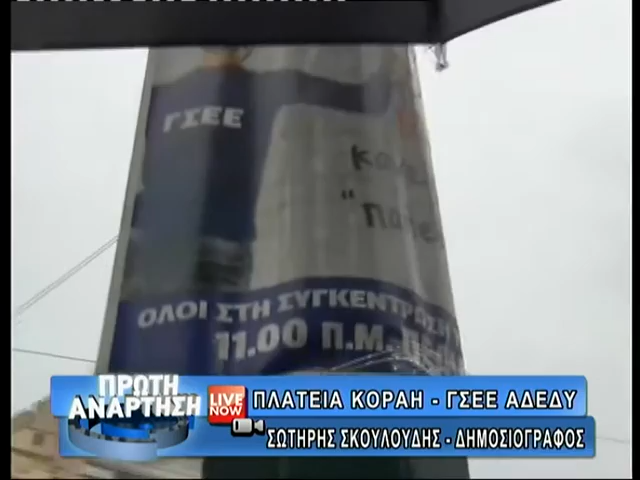 ΓΣΕΕ
ΟΛΟΙ ΣΤΗ ΣΥΓΚΕΝΤΡΩΣΗ
11.00 Π.Μ.
ΠΡΩΤΗ ΑΝΑΡΤΗΣΗ
LIVE NOW
ΠΛΑΤΕΙΑ ΚΟΡΑΗ - ΓΣΕΕ ΑΔΕΔΥ
ΣΩΤΗΡΗΣ ΣΚΟΥΛΟΥΔΗΣ - ΔΗΜΟΣΙΟΓΡΑΦΟΣ